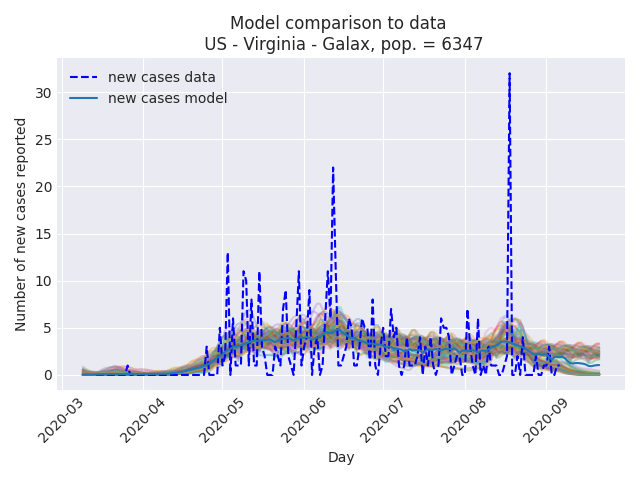 Model comparison to data
US - Virginia - Galax, pop. = 6347
new cases data
new cases model
Number of new cases reported
30
25
20
15
10
5
0
2020-03
2020-04
2020-05
2020-06
2020-07
2020-08
2020-09
Day